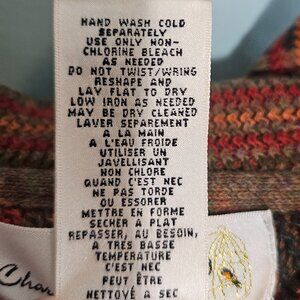 HAND WASH COLD
SEPARATELY
USE ONLY NON-
CHLORINE BLEACH
AS NEEDED
DO NOT TWIST/WRING
RESHAPE AND
LAY FLAT TO DRY
LOW IRON AS NEEDED
MAY BE DRY CLEANED
LAVER SEPAREMENT
A LA MAIN
A L'EAU FROIDE
UTILISER UN
JAVELLISANT
NON CHLORE
QUAND C'EST NEC
NE PAS TORDE
OU ESSORER
METTRE EN FORME
SECHER A PLAT
REPASSER, AU BESOIN,
A TRES BASSE
TEMPERATURE
C'EST NEC
PEUT ÊTRE
NETTOYÉ A SEC
Char